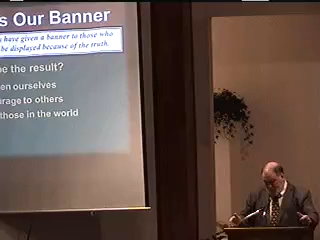 s Our Banner
have given a banner to those who
be displayed because of the truth.
e the result?
en ourselves
urage to others
those in the world